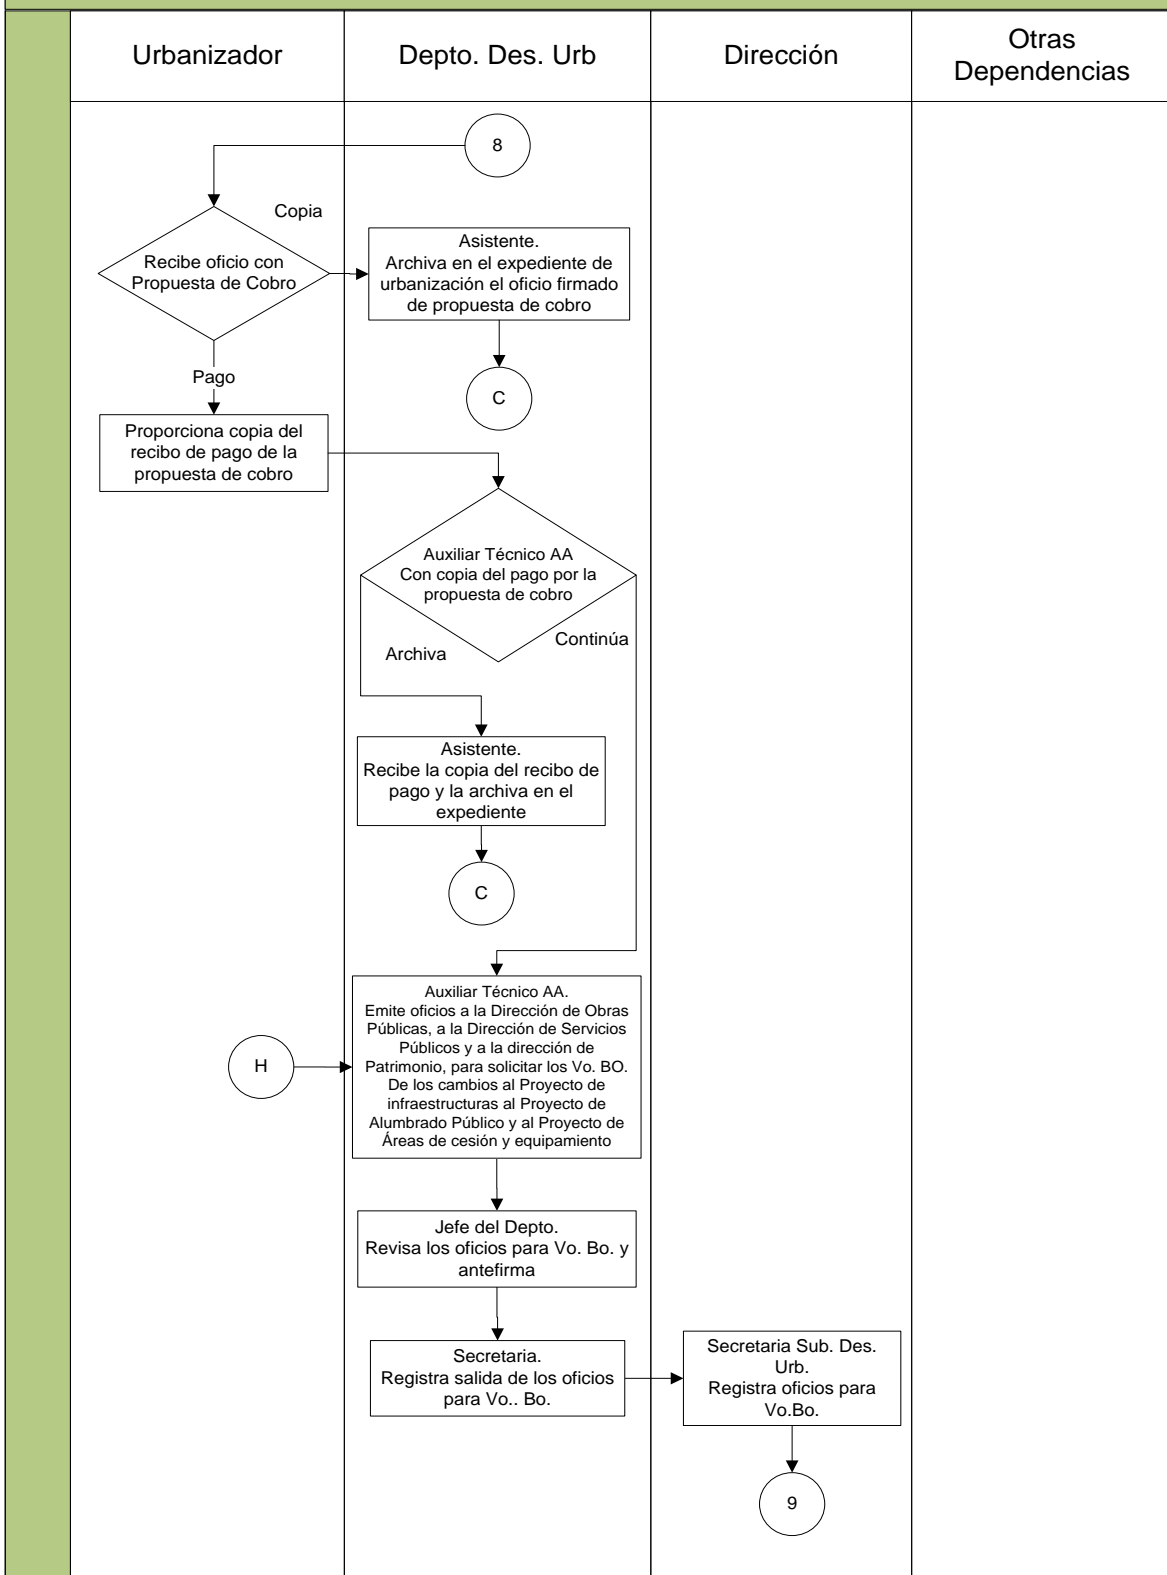 Urbanizador
Depto. Des. Urb
Dirección
Otras
Dependencias
8
Copia
Recibe oficio con
Propuesta de Cobro
Asistente.
Archiva en el expediente de
urbanización el oficio firmado
de propuesta de cobro
Pago
C
Proporciona copia del
recibo de pago de la
propuesta de cobro
Auxiliar Técnico AA
Con copia del pago por la
propuesta de cobro
Continúa
Archiva
Asistente.
Recibe la copia del recibo de
pago y la archiva en el
expediente
C
Auxiliar Técnico AA.
Emite oficios a la Dirección de Obras
Públicas, a la Dirección de Servicios
Públicos y a la dirección de
Patrimonio, para solicitar los Vo. BO.
De los cambios al Proyecto de
infraestructuras al Proyecto de
Alumbrado Público y al Proyecto de
Áreas de cesión y equipamiento
H
Jefe del Depto.
Revisa los oficios para Vo. Bo. y
antefirma
Secretaria.
Registra salida de los oficios
para Vo.. Bo.
Secretaria Sub. Des.
Urb.
Registra oficios para
Vo.Bo.
9